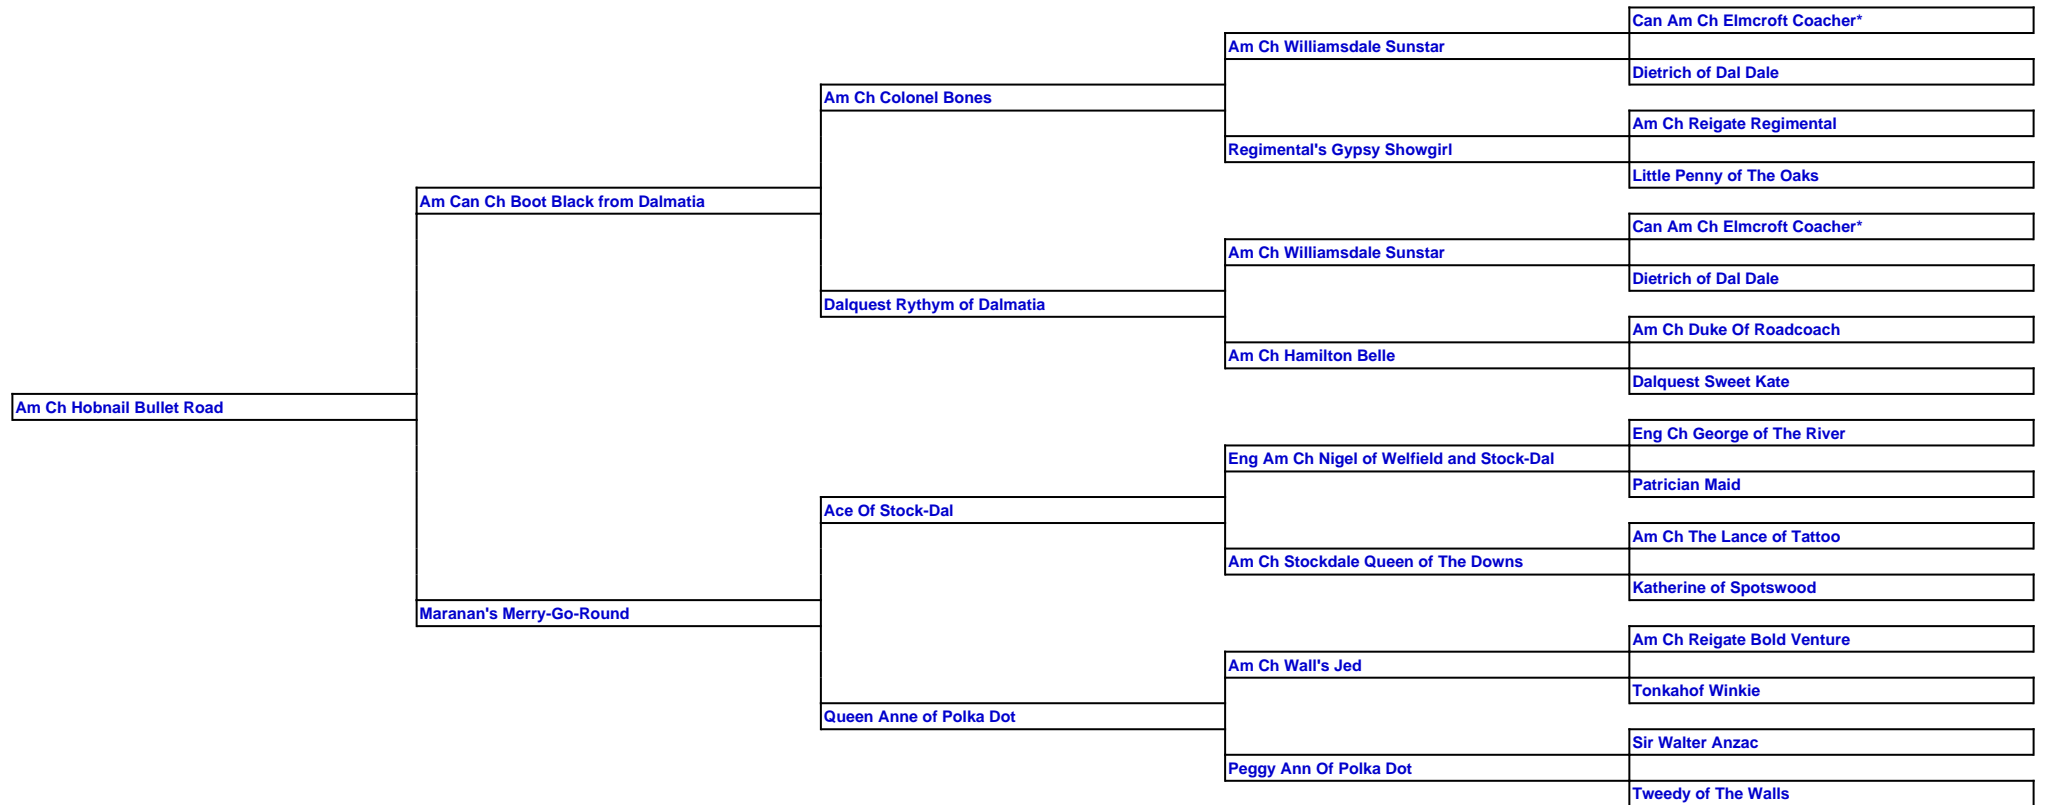 Can Am Ch Elmcroft Coacher*
Am Ch Williamsdale Sunstar
Dietrich of Dal Dale
Am Ch Colonel Bones
Am Ch Reigate Regimental
Regimental's Gypsy Showgirl
Little Penny of The Oaks
Am Can Ch Boot Black from Dalmatia
Can Am Ch Elmcroft Coacher*
Am Ch Williamsdale Sunstar
Dietrich of Dal Dale
Dalquest Rythym of Dalmatia
Am Ch Duke Of Roadcoach
Am Ch Hamilton Belle
Dalquest Sweet Kate
Am Ch Hobnail Bullet Road
Eng Ch George of The River
Eng Am Ch Nigel of Welfield and Stock-Dal
Patrician Maid
Ace Of Stock-Dal
Am Ch The Lance of Tattoo
Am Ch Stockdale Queen of The Downs
Katherine of Spotswood
Maranan's Merry-Go-Round
Am Ch Reigate Bold Venture
Am Ch Wall's Jed
Tonkahof Winkie
Queen Anne of Polka Dot
Sir Walter Anzac
Peggy Ann Of Polka Dot
Tweedy of The Walls